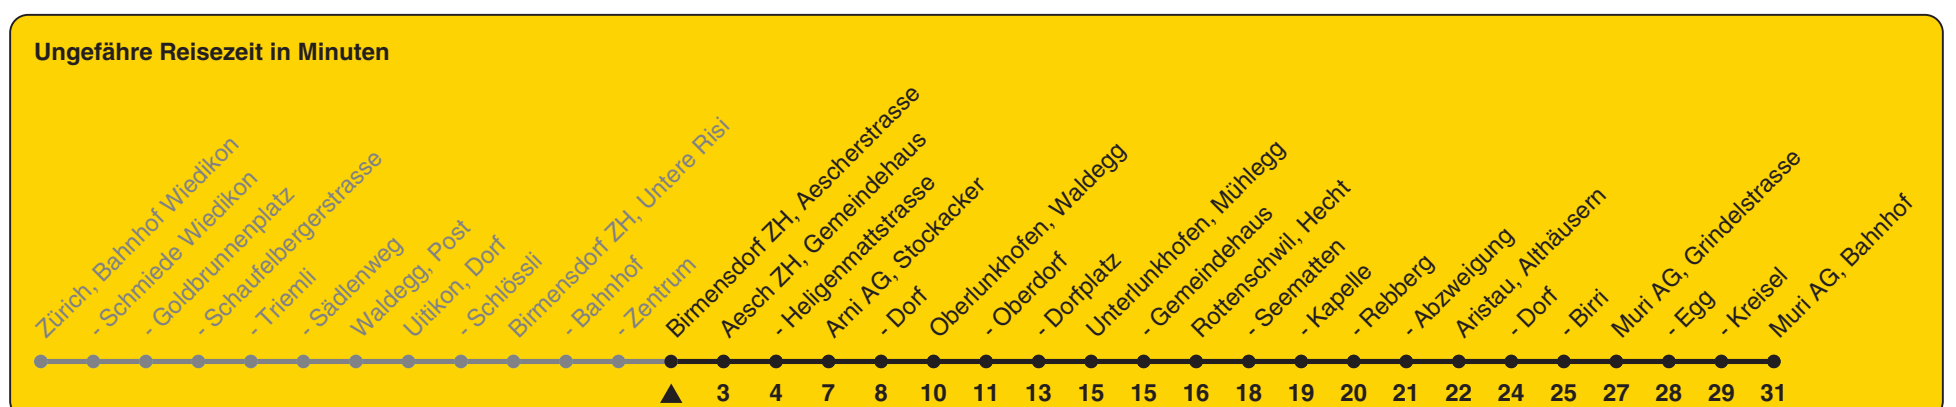 Ungefähre Reisezeit in Minuten
Zürich, Bahnhof Wiedikon
- Schmiede Wiedikon
- Goldbrunnenplatz
- Schaufelbergerstrasse
- Triemli
- Sädlenweg
Waldegg, Post
Uitikon, Dorf
- Schlössli
Birmensdorf ZH, Untere Risi
- Bahnhof
- Zentrum
Birmensdorf ZH, Aescherstrasse
Aesch ZH, Gemeindehaus
- Heligenmattstrasse
Arni AG, Stockacker
- Dorf
Oberlunkhofen, Waldegg
- Oberdorf
- Dorfplatz
Unterlunkhofen, Mühlegg
- Gemeindehaus
Rottenschwil, Hecht
- Seematten
- Kapelle
- Rebberg
- Abzweigung
Aristau, Althäusern
- Dorf
- Birri
Muri AG, Grindelstrasse
- Egg
- Kreisel
Muri AG, Bahnhof
3 4 7 8 10 11 13 15 15 16 18 19 20 21 22 24 25 27 28 29 31